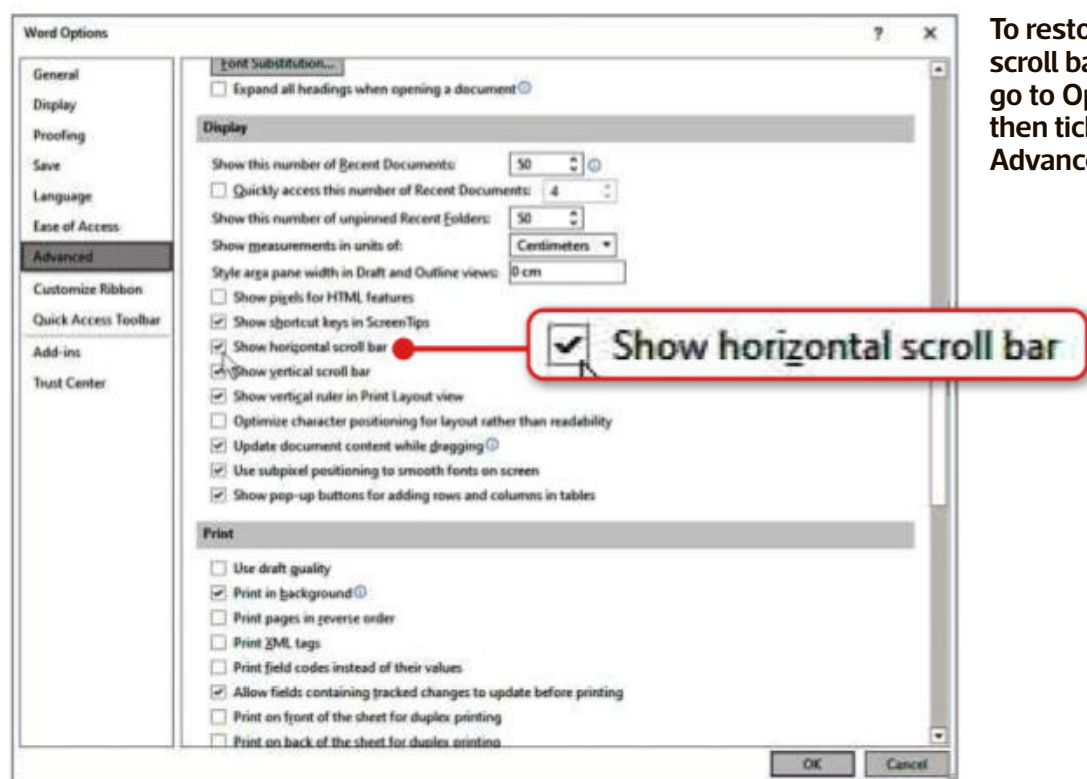 Word Options
?
General
Display
Proofing
Save
Language
Ease of Access
Advanced
Customize Ribbon
Quick Access Toolbar
Add-ins
Trust Center
Font Substitution...
Expand all headings when opening a document
Display
Show this number of Recent Documents: 50
Quickly access this number of Recent Documents: 4
Show this number of unpinned Recent Folders: 50
Show measurements in units of: Centimeters
Style area pane width in Draft and Outline views: 0 cm
Show pixels for HTML features
Show shortcut keys in ScreenTips
Show horizontal scroll bar
Show vertical scroll bar
Show vertical ruler in Print Layout view
Optimize character positioning for layout rather than readability
Update document content while dragging
Use subpixel positioning to smooth fonts on screen
Show pop-up buttons for adding rows and columns in tables
Print
Use draft quality
Print in background
Print pages in reverse order
Print XML tags
Print field codes instead of their values
Allow fields containing tracked changes to update before printing
Print on front of the sheet for duplex printing
Print on back of the sheet for duplex printing
OK Cancel
Show horizontal scroll bar
To resto
scroll ba
go to Op
then tick
Advance